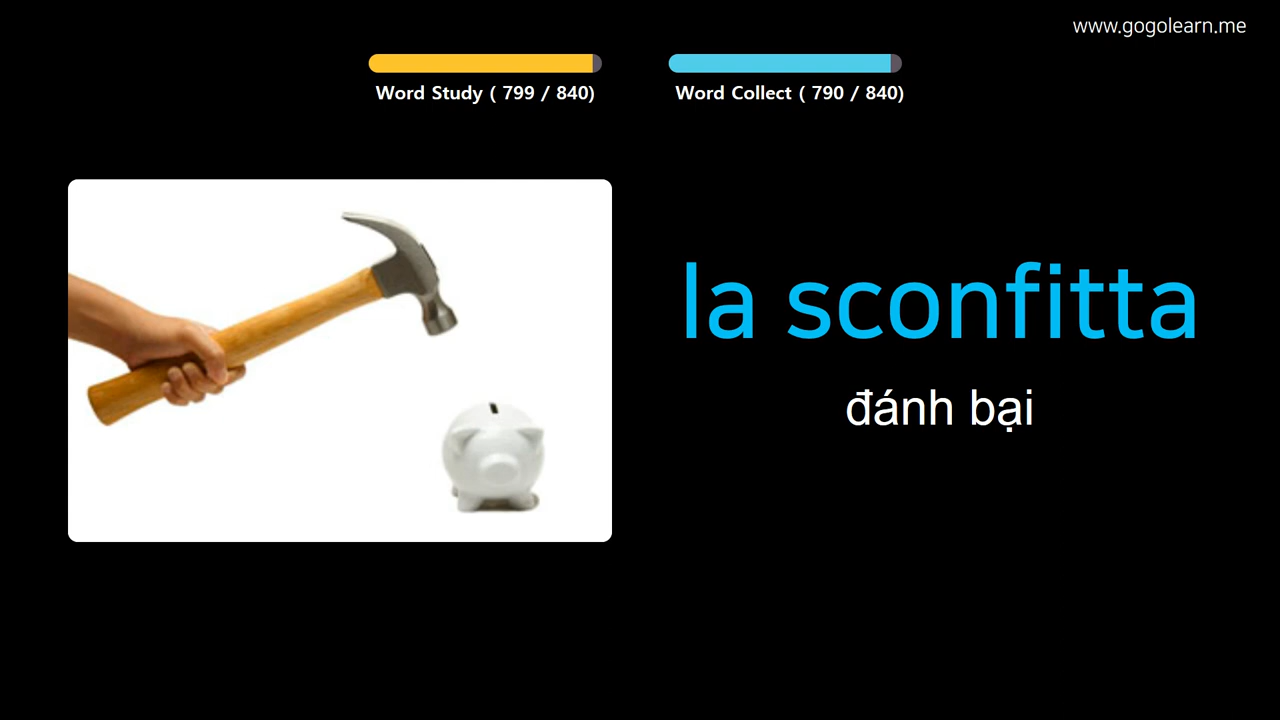 www.gogolearn.me
Word Study ( 799 / 840)
Word Collect ( 790 / 840)
la sconfitta
đánh bại